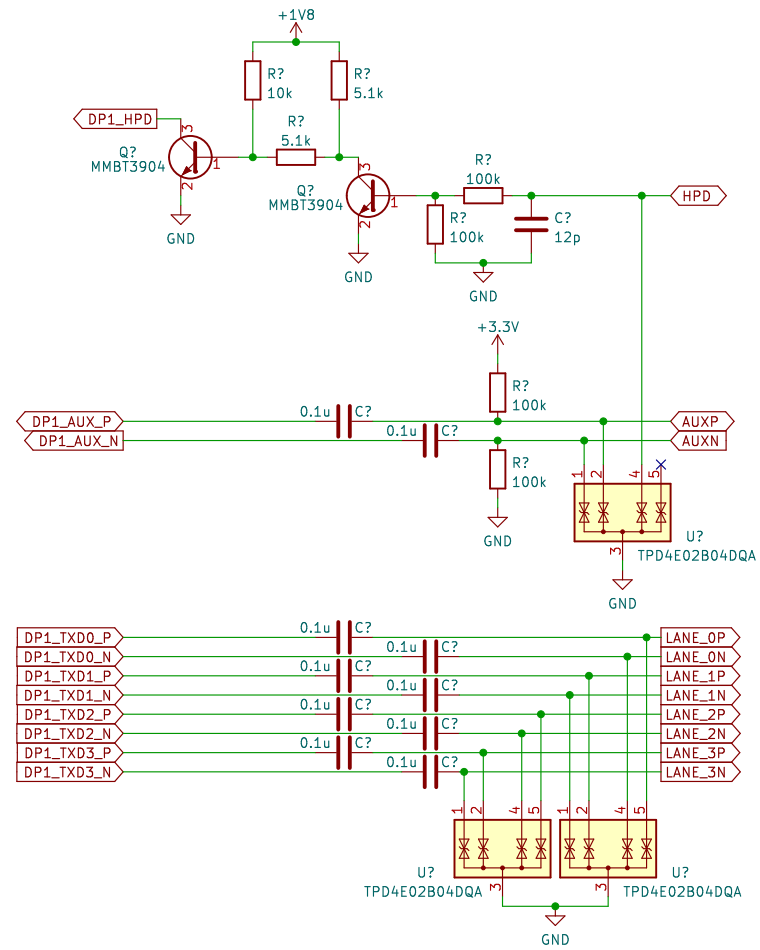 +1V8
R?
10k
R?
5.1k
DP1_HPD
3
R?
5.1k
Q?
MMBT3904
1
2
3
R?
100k
Q?
MMBT3904
1
HPD
2
R?
100k
C?
12p
GND
GND
GND
+3.3V
R?
100k
0.1u C?
DP1_AUX_P
AUXP
0.1u C?
DP1_AUX_N
AUXN
R?
100k
1 2 4 5
GND
3
U?
TPD4E02B04DQA
GND
0.1u C?
DP1_TXD0_P
LANE_0P
0.1u C?
DP1_TXD0_N
LANE_0N
0.1u C?
DP1_TXD1_P
LANE_1P
0.1u C?
DP1_TXD1_N
LANE_1N
0.1u C?
DP1_TXD2_P
LANE_2P
0.1u C?
DP1_TXD2_N
LANE_2N
0.1u C?
DP1_TXD3_P
LANE_3P
0.1u C?
DP1_TXD3_N
LANE_3N
1 2 4 5
1 2 4 5
U?
3
TPD4E02B04DQA
3
U?
TPD4E02B04DQA
GND